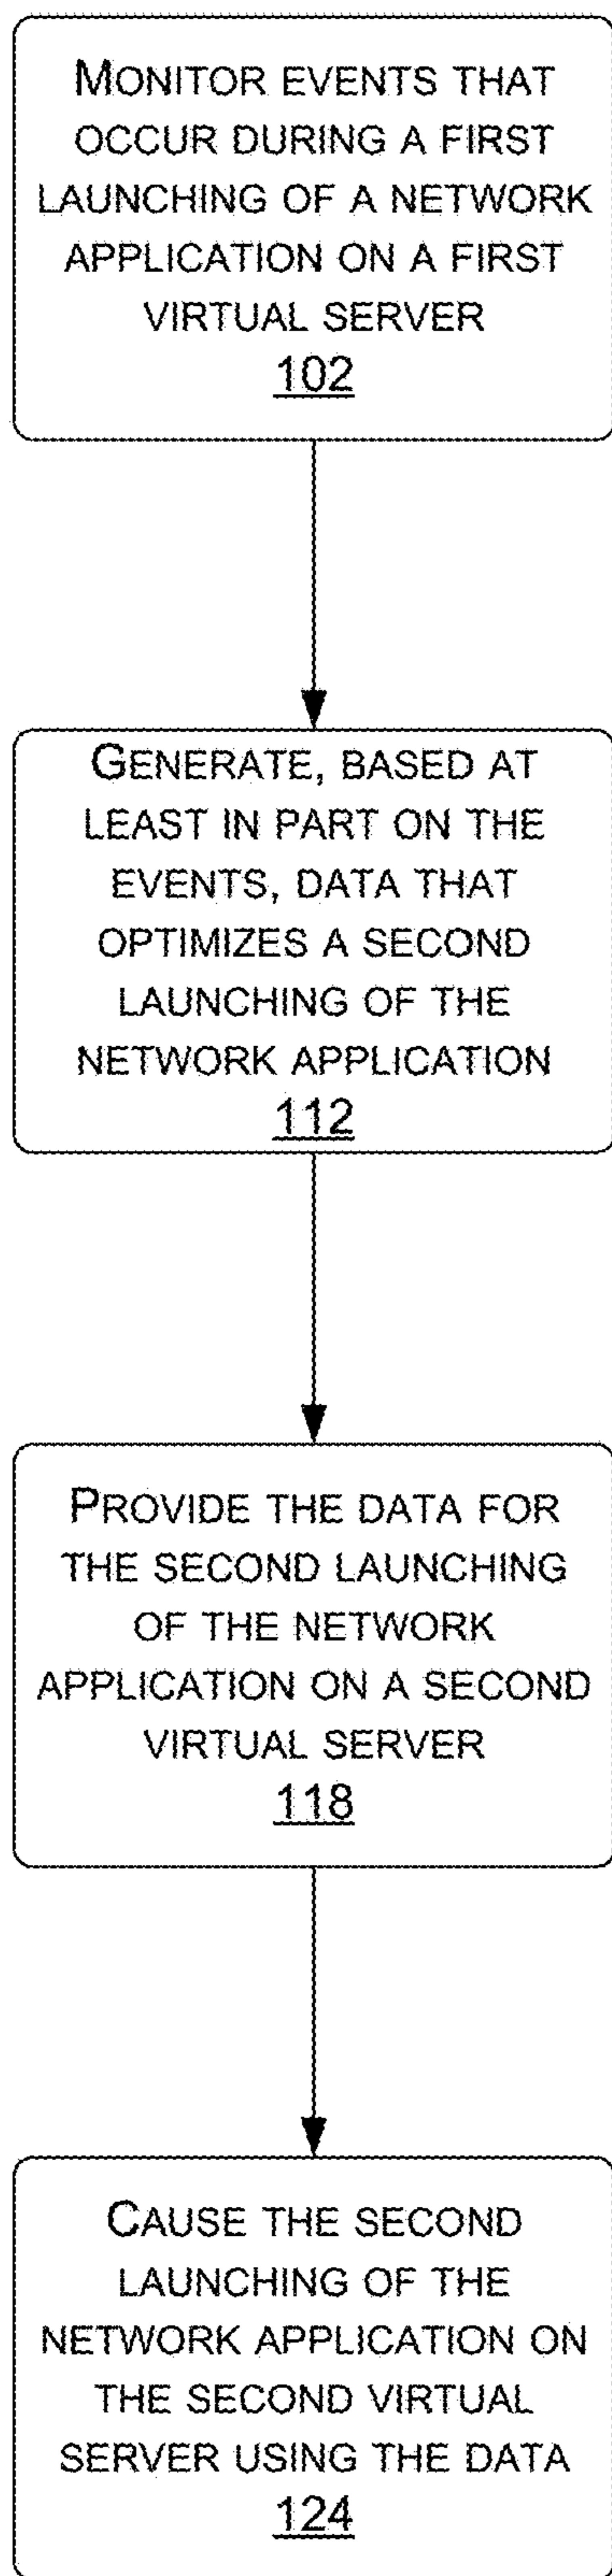 MONITOR EVENTS THAT
OCCUR DURING A FIRST
LAUNCHING OF A NETWORK
APPLICATION ON A FIRST
VIRTUAL SERVER
102
GENERATE, BASED AT
LEAST IN PART ON THE
EVENTS, DATA THAT
OPTIMIZES A SECOND
LAUNCHING OF THE
NETWORK APPLICATION
112
PROVIDE THE DATA FOR
THE SECOND LAUNCHING
OF THE NETWORK
APPLICATION ON A SECOND
VIRTUAL SERVER
118
CAUSE THE SECOND
LAUNCHING OF THE
NETWORK APPLICATION ON
THE SECOND VIRTUAL
SERVER USING THE DATA
124